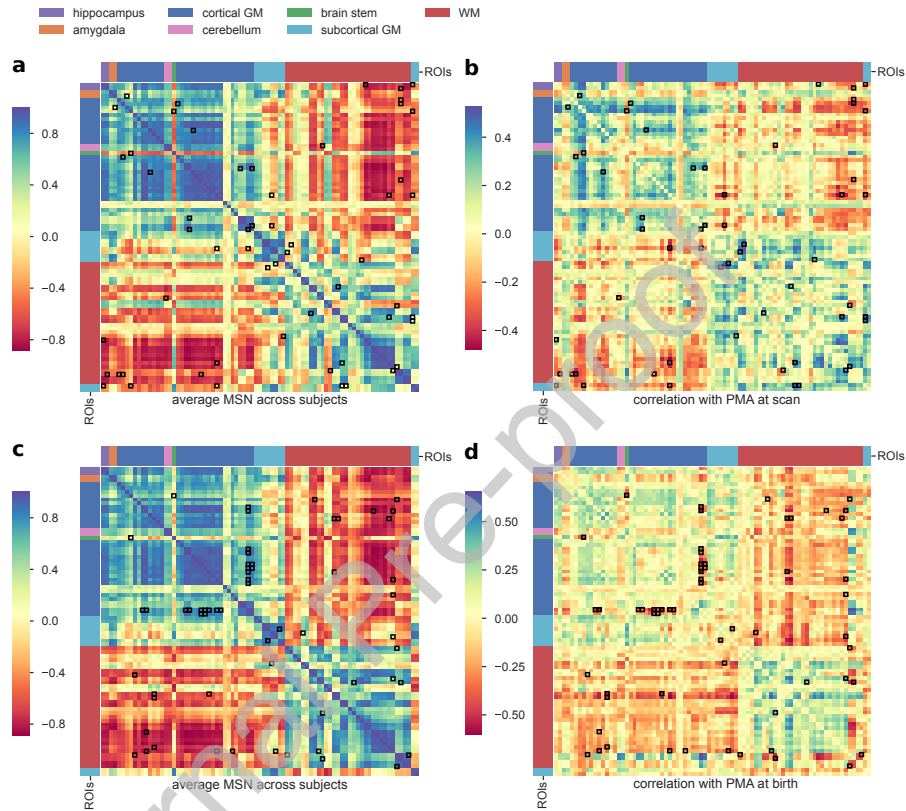 hippocampus cortical GM brain stem WM
amygdala cerebellum subcortical GM
a b
ROIs ROIs
0.8 0.4
0.4 0.2
0.0 0.0
−0.4 −0.2
−0.8 −0.4
ROIs average MSN across subjects ROIs correlation with PMA at scan
c d
ROIs ROIs
0.8 0.50
0.4 0.25
0.0 0.00
−0.4 −0.25
−0.8 −0.50
ROIs average MSN across subjects ROIs correlation with PMA at birth
rnal Pre-proof